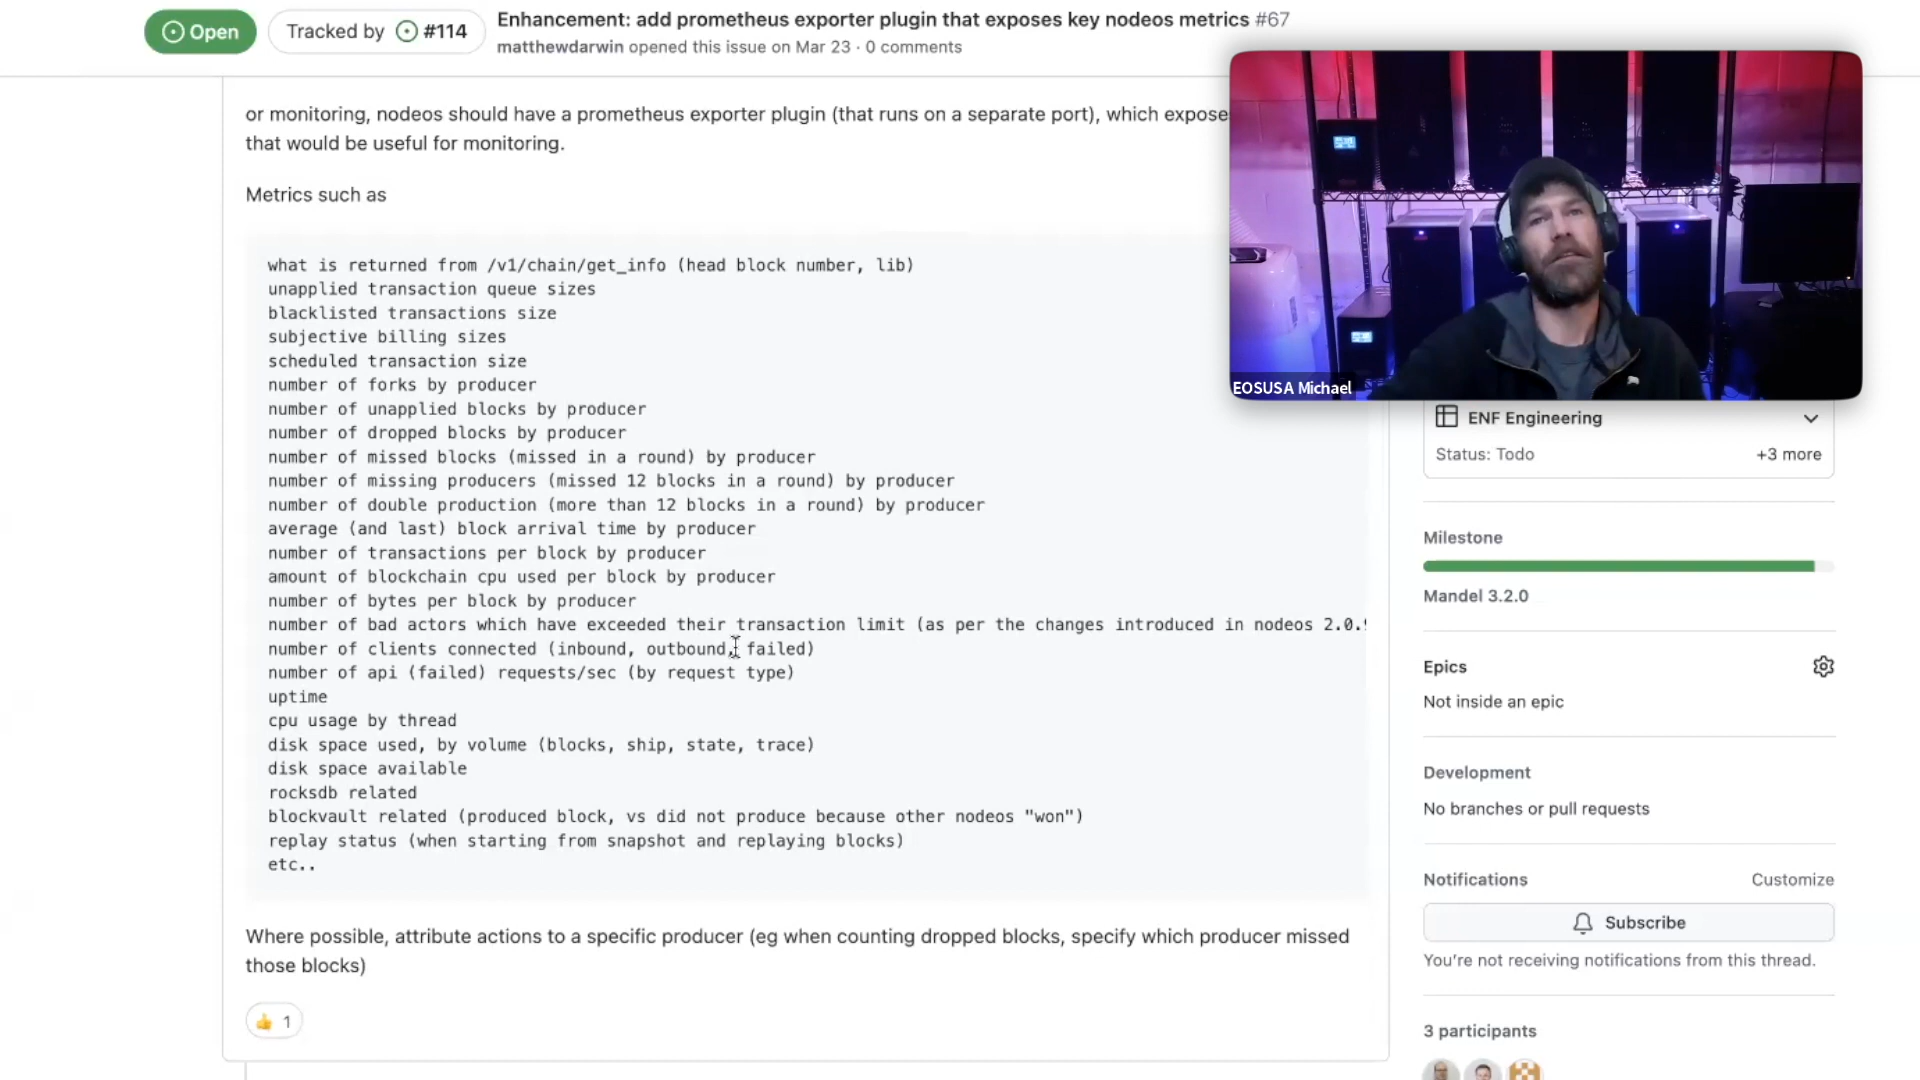 Open
Tracked by #114
Enhancement: add prometheus exporter plugin that exposes key nodeos metrics #67
matthewdarwin opened this issue on Mar 23 · 0 comments
or monitoring, nodeos should have a prometheus exporter plugin (that runs on a separate port), which expose
that would be useful for monitoring.
Metrics such as
what is returned from /v1/chain/get_info (head block number, lib)
unapplied transaction queue sizes
blacklisted transactions size
subjective billing sizes
scheduled transaction size
number of forks by producer
number of unapplied blocks by producer
number of dropped blocks by producer
number of missed blocks (missed in a round) by producer
number of missing producers (missed 12 blocks in a round) by producer
number of double production (more than 12 blocks in a round) by producer
average (and last) block arrival time by producer
number of transactions per block by producer
amount of blockchain cpu used per block by producer
number of bytes per block by producer
number of bad actors which have exceeded their transaction limit (as per the changes introduced in nodeos 2.0.9
number of clients connected (inbound, outbound, failed)
number of api (failed) requests/sec (by request type)
uptime
cpu usage by thread
disk space used, by volume (blocks, ship, state, trace)
disk space available
rocksdb related
blockvault related (produced block, vs did not produce because other nodeos "won")
replay status (when starting from snapshot and replaying blocks)
etc..
Where possible, attribute actions to a specific producer (eg when counting dropped blocks, specify which producer missed
those blocks)
👍 1
EOSUSA Michael
ENF Engineering
Status: Todo +3 more
Milestone
Mandel 3.2.0
Epics
Not inside an epic
Development
No branches or pull requests
Notifications Customize
Subscribe
You're not receiving notifications from this thread.
3 participants